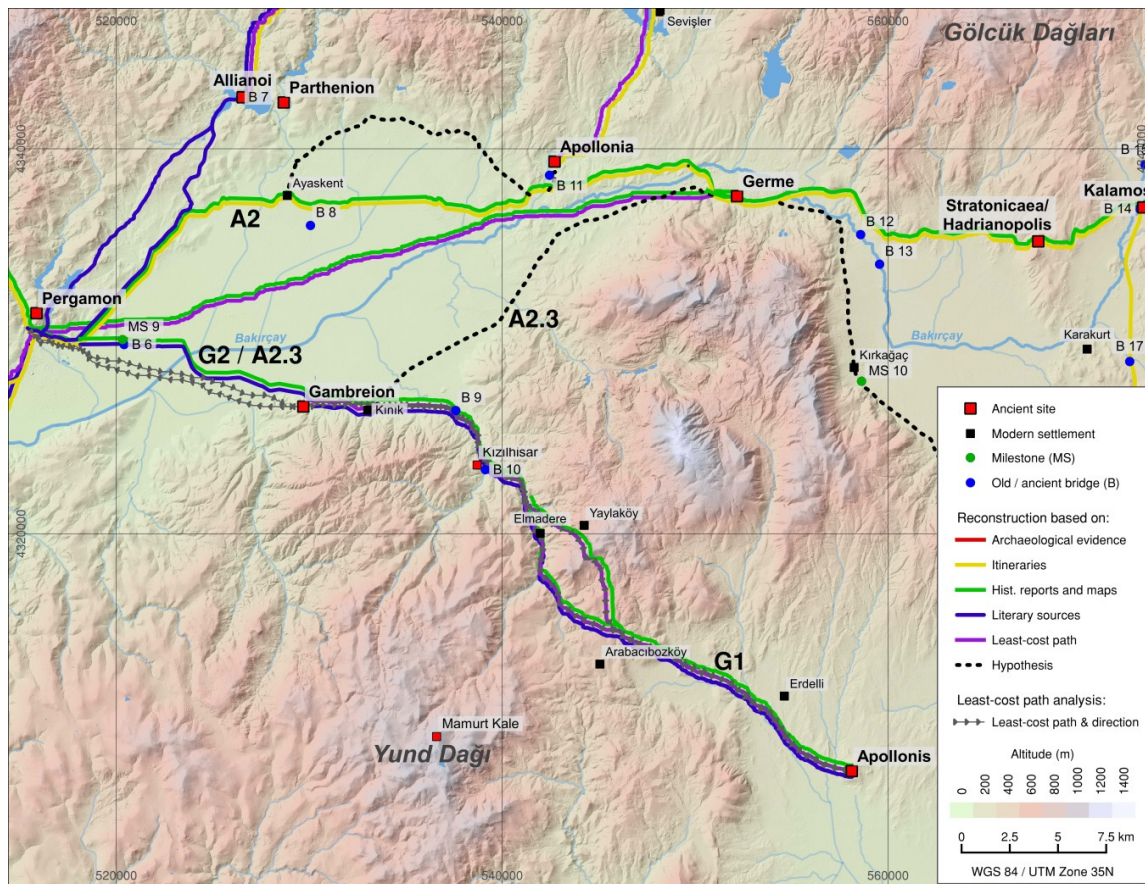 520000
540000
560000
Sevişler
Gölcük Dağları
Allianoi
B 7
Parthenion
4340000
4340000
Apollonia
B 11
Ayaskent
A2
B 8
Germe
Kalamos
B 14
Stratonicaea/
Hadrianopolis
B 12
B 13
Pergamon
MS 9
B 6
Bakırçay
A2.3
Bakırçay
Karakurt
B 17
G2 / A2.3
Kırkağaç
MS 10
Gambreion
Kınık
B 9
Kızılhısar
B 10
Elmadere
Yaylaköy
4320000
Arabacıbozköy
G1
Erdelli
Mamurt Kale
Yund Dağı
Apollonis
520000
540000
560000
Ancient site
Modern settlement
Milestone (MS)
Old / ancient bridge (B)
Reconstruction based on:
Archaeological evidence
Itineraries
Hist. reports and maps
Literary sources
Least-cost path
Hypothesis
Least-cost path analysis:
Least-cost path & direction
Altitude (m)
0 200 400 600 800 1000 1200 1400
0 2.5 5 7.5 km
WGS 84 / UTM Zone 35N